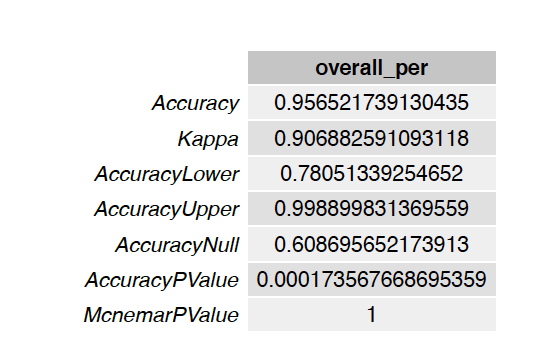 overall_per
Accuracy 0.956521739130435
Kappa 0.906882591093118
AccuracyLower 0.78051339254652
AccuracyUpper 0.998899831369559
AccuracyNull 0.608695652173913
AccuracyPValue 0.000173567668695359
McnemarPValue 1